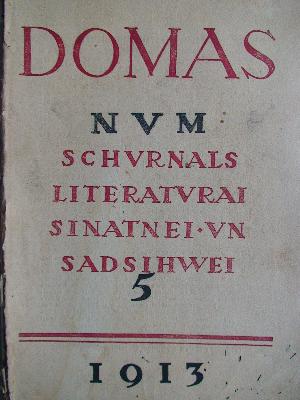 DOMAS
NVM
SCHVRNALS
LITERATVRAI
SINATNEI·VN
SADSIHWEI
5
1913